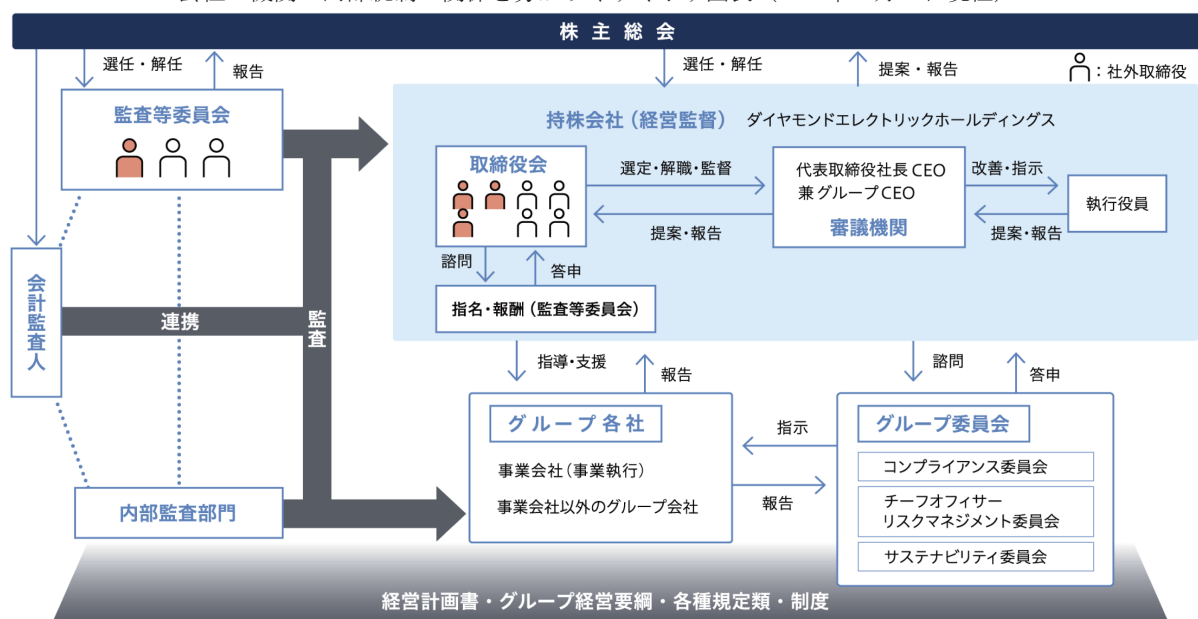 株主総会
選任・解任
報告
選任・解任
提案・報告
：社外取締役
監査等委員会
持株会社（経営監督） ダイヤモンドエレクトリックホールディングス
取締役会
選定・解職・監督
代表取締役社長 CEO
兼 グループ CEO
審議機関
改善・指示
執行役員
提案・報告
提案・報告
諮問
答申
指名・報酬（監査等委員会）
会計監査人
連携
監査
指導・支援
報告
諮問
答申
グループ各社
事業会社（事業執行）
事業会社以外のグループ会社
指示
報告
グループ委員会
コンプライアンス委員会
チーフオフィサー
リスクマネジメント委員会
サステナビリティ委員会
内部監査部門
経営計画書・グループ経営要綱・各種規定類・制度